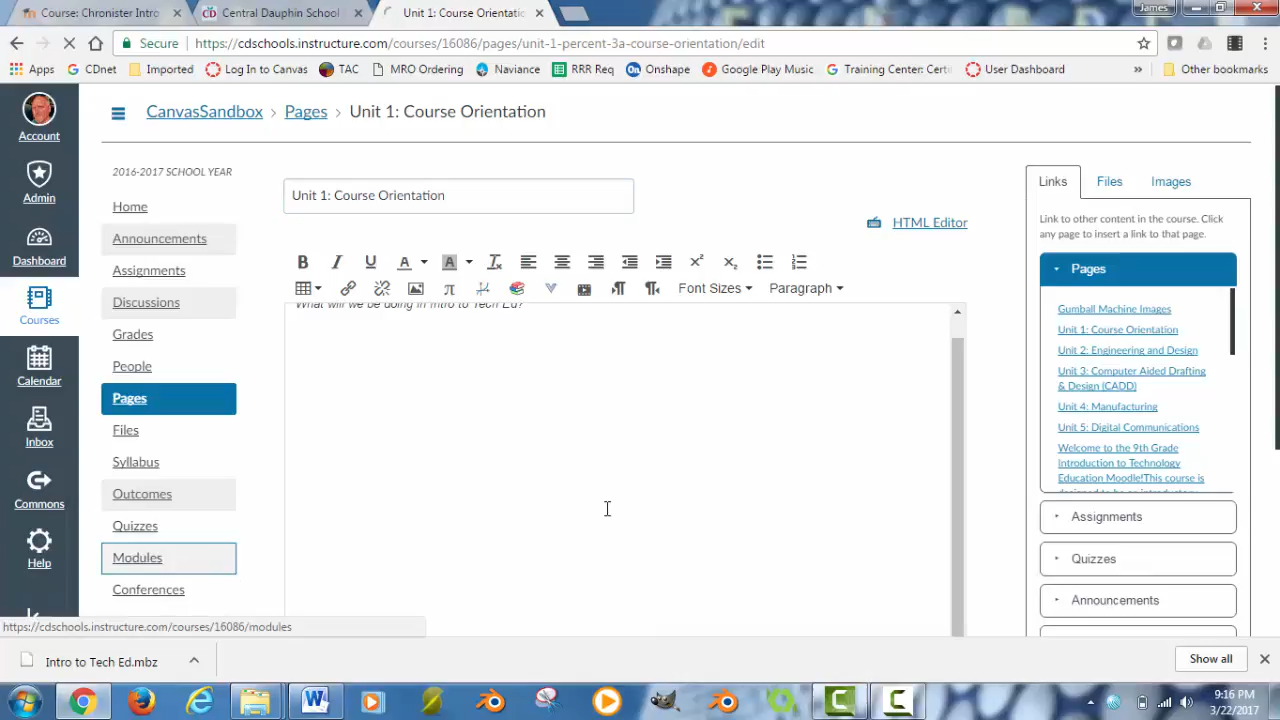 Course: Chronister Intro
Central Dauphin School
Unit 1: Course Orientatio
James
Secure
https://cdschools.instructure.com/courses/16086/pages/unit-1-percent-3a-course-orientation/edit
Apps
CDnet
Imported
Log In to Canvas
TAC
MRO Ordering
Naviance
RRR Req
Onshape
Google Play Music
Training Center: Certi
User Dashboard
»
Other bookmarks
Account
Admin
Dashboard
Courses
Calendar
Inbox
Commons
Help
CanvasSandbox > Pages > Unit 1: Course Orientation
2016-2017 SCHOOL YEAR
Home
Announcements
Assignments
Discussions
Grades
People
Pages
Files
Syllabus
Outcomes
Quizzes
Modules
Conferences
Unit 1: Course Orientation
HTML Editor
Font Sizes
Paragraph
What will we be doing in Intro to Tech Ed?
Links
Files
Images
Link to other content in the course. Click
any page to insert a link to that page.
Pages
Gumball Machine Images
Unit 1: Course Orientation
Unit 2: Engineering and Design
Unit 3: Computer Aided Drafting
& Design (CADD)
Unit 4: Manufacturing
Unit 5: Digital Communications
Welcome to the 9th Grade
Introduction to Technology
Education Moodle!This course is
designed to be an introductory
Assignments
Quizzes
Announcements
https://cdschools.instructure.com/courses/16086/modules
Intro to Tech Ed.mbz
Show all
9:16 PM
3/22/2017